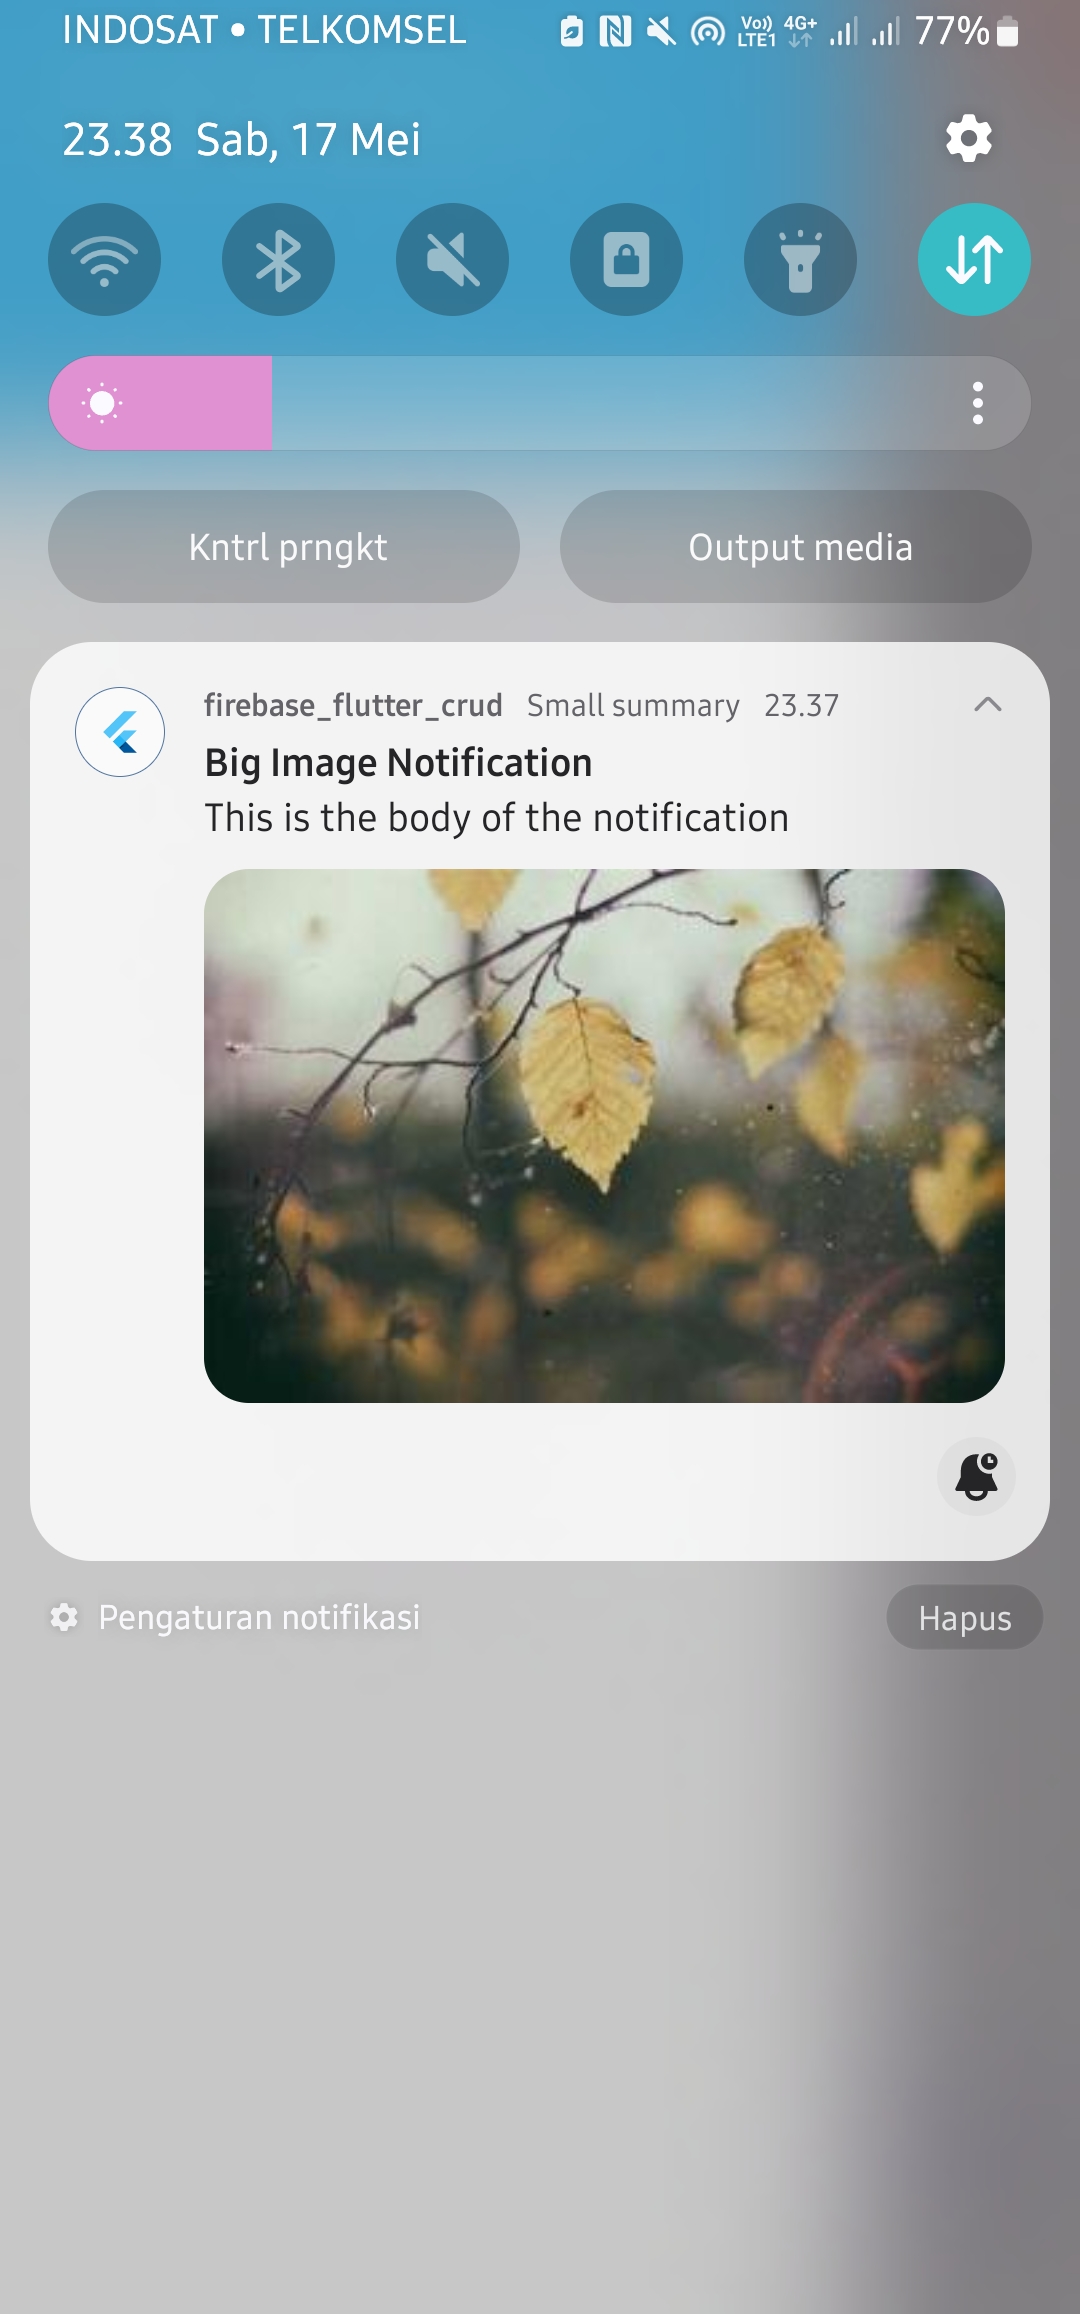 INDOSAT • TELKOMSEL Vo)) LTE1 4G+ 77%
23.38 Sab, 17 Mei
Kntrl prngkt Output media
firebase_flutter_crud Small summary 23.37
Big Image Notification
This is the body of the notification
Pengaturan notifikasi Hapus